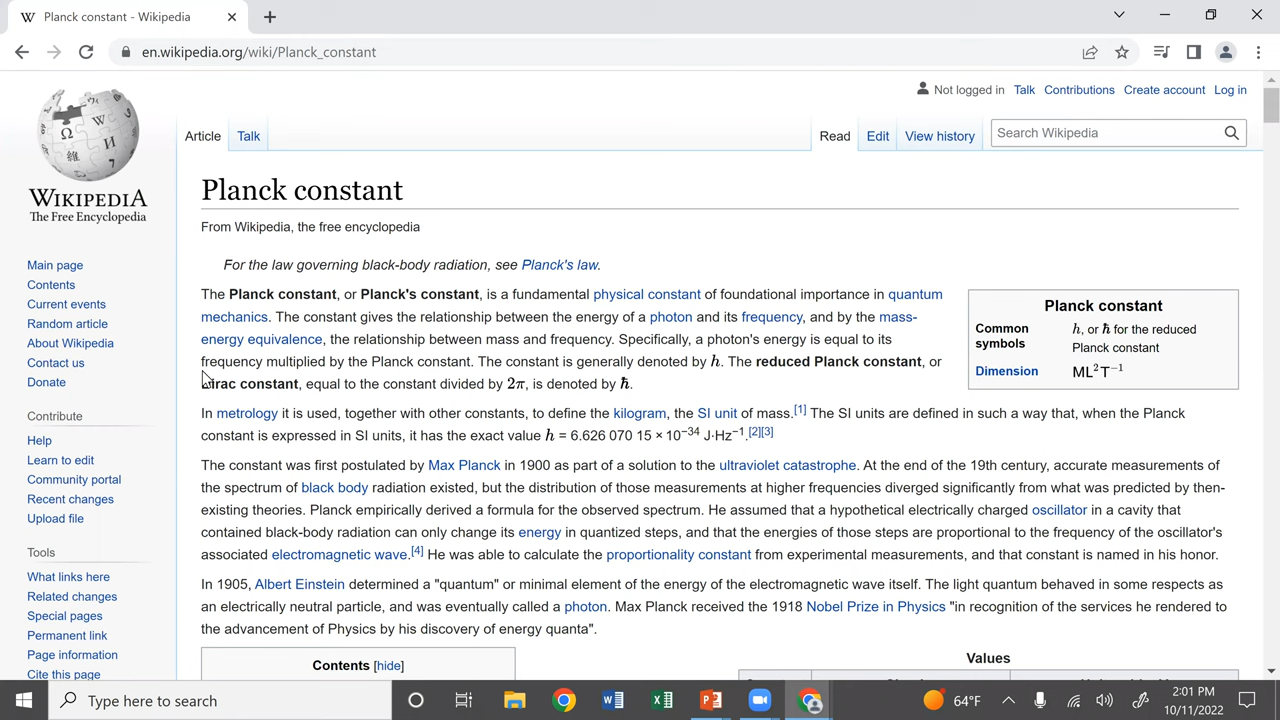 Planck constant - Wikipedia
en.wikipedia.org/wiki/Planck_constant
Not logged in Talk Contributions Create account Log in
Article Talk Read Edit View history Search Wikipedia
WIKIPEDIA
The Free Encyclopedia
Main page
Contents
Current events
Random article
About Wikipedia
Contact us
Donate
Contribute
Help
Learn to edit
Community portal
Recent changes
Upload file
Tools
What links here
Related changes
Special pages
Permanent link
Page information
Cite this page
Planck constant
From Wikipedia, the free encyclopedia
For the law governing black-body radiation, see Planck's law.
The Planck constant, or Planck's constant, is a fundamental physical constant of foundational importance in quantum
mechanics. The constant gives the relationship between the energy of a photon and its frequency, and by the mass-
energy equivalence, the relationship between mass and frequency. Specifically, a photon's energy is equal to its
frequency multiplied by the Planck constant. The constant is generally denoted by h. The reduced Planck constant, or
Dirac constant, equal to the constant divided by 2π, is denoted by ħ.
In metrology it is used, together with other constants, to define the kilogram, the SI unit of mass.[1] The SI units are defined in such a way that, when the Planck
constant is expressed in SI units, it has the exact value h = 6.626 070 15 × 10⁻³⁴ J·Hz⁻¹.[2][3]
The constant was first postulated by Max Planck in 1900 as part of a solution to the ultraviolet catastrophe. At the end of the 19th century, accurate measurements of
the spectrum of black body radiation existed, but the distribution of those measurements at higher frequencies diverged significantly from what was predicted by then-
existing theories. Planck empirically derived a formula for the observed spectrum. He assumed that a hypothetical electrically charged oscillator in a cavity that
contained black-body radiation can only change its energy in quantized steps, and that the energies of those steps are proportional to the frequency of the oscillator's
associated electromagnetic wave.[4] He was able to calculate the proportionality constant from experimental measurements, and that constant is named in his honor.
In 1905, Albert Einstein determined a "quantum" or minimal element of the energy of the electromagnetic wave itself. The light quantum behaved in some respects as
an electrically neutral particle, and was eventually called a photon. Max Planck received the 1918 Nobel Prize in Physics "in recognition of the services he rendered to
the advancement of Physics by his discovery of energy quanta".
Planck constant
Common symbols h, or ħ for the reduced
Planck constant
Dimension ML²T⁻¹
Contents [hide]
Values
Type here to search
64°F
2:01 PM
10/11/2022